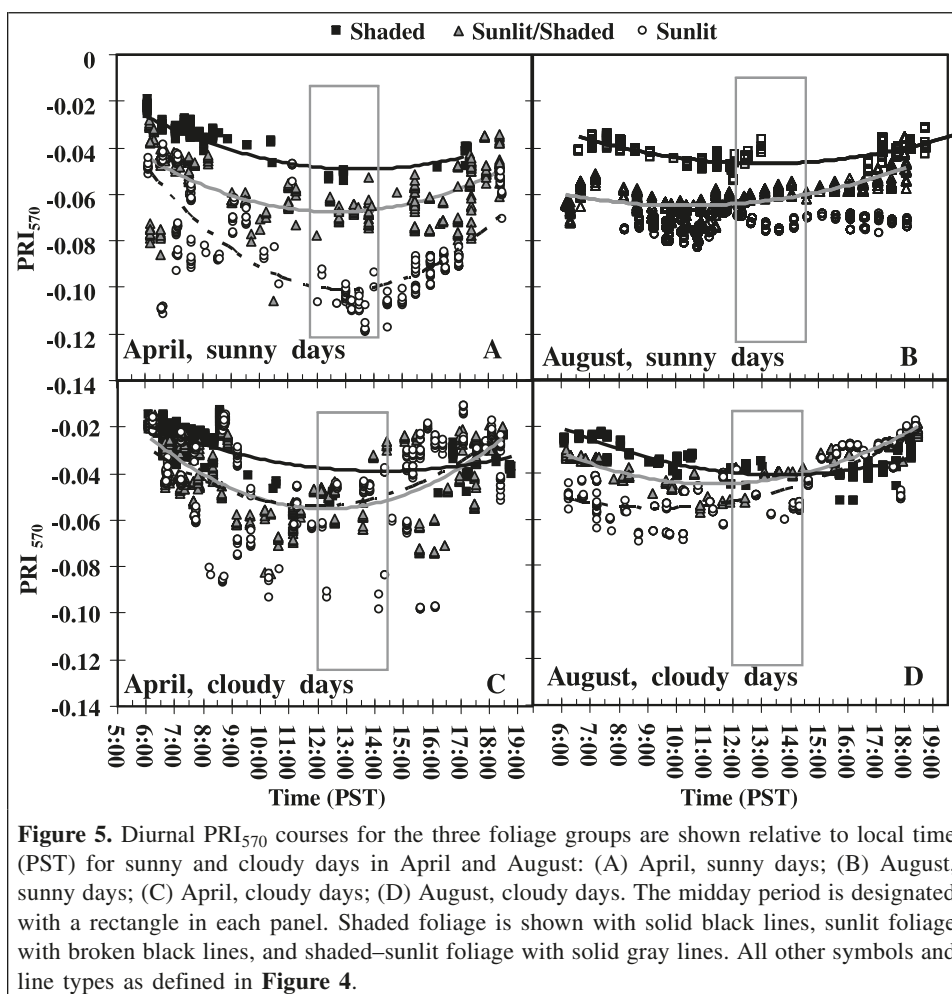 ■ Shaded ▲ Sunlit/Shaded ○ Sunlit
0
-0.02
-0.04
-0.06
-0.08
-0.10
-0.12
-0.14
PRI570
April, sunny days A
August, sunny days B
-0.02
-0.04
-0.06
-0.08
-0.10
-0.12
-0.14
PRI570
April, cloudy days C
August, cloudy days D
5:00
6:00
7:00
8:00
9:00
10:00
11:00
12:00
13:00
14:00
15:00
16:00
17:00
18:00
19:00
6:00
7:00
8:00
9:00
10:00
11:00
12:00
13:00
14:00
15:00
16:00
17:00
18:00
19:00
Time (PST)
Time (PST)
Figure 5. Diurnal PRI570 courses for the three foliage groups are shown relative to local time
(PST) for sunny and cloudy days in April and August: (A) April, sunny days; (B) August,
sunny days; (C) April, cloudy days; (D) August, cloudy days. The midday period is designated
with a rectangle in each panel. Shaded foliage is shown with solid black lines, sunlit foliage
with broken black lines, and shaded–sunlit foliage with solid gray lines. All other symbols and
line types as defined in Figure 4.